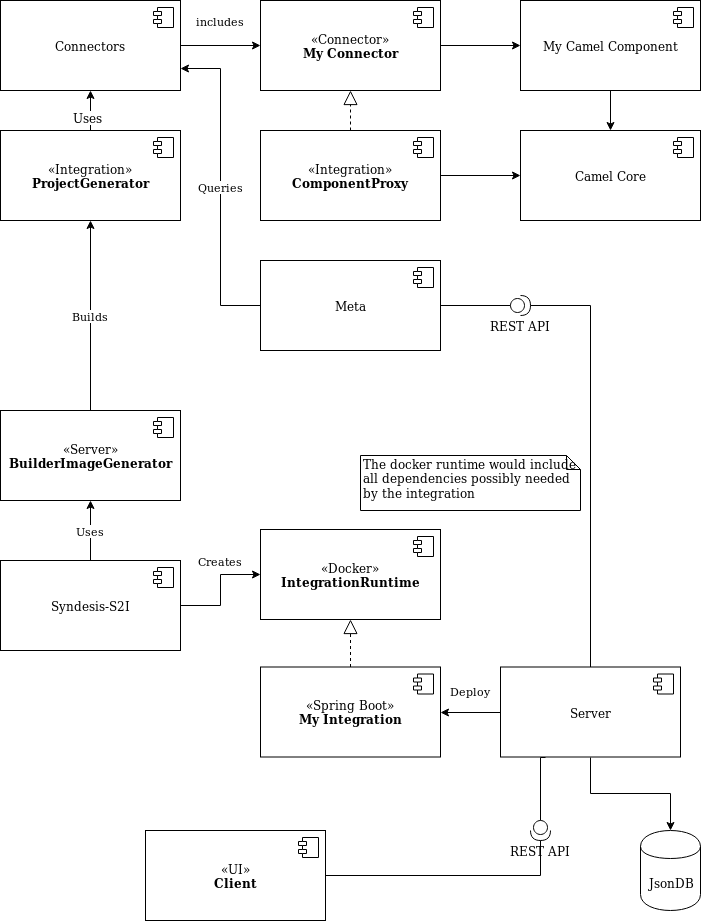 includes
Connectors
«Connector»
My Connector
My Camel Component
Uses
«Integration»
ProjectGenerator
«Integration»
ComponentProxy
Camel Core
Queries
Meta
REST API
Builds
«Server»
BuilderImageGenerator
The docker runtime would include
all dependencies possibly needed
by the integration
Uses
Creates
«Docker»
IntegrationRuntime
Syndesis-S2I
Deploy
«Spring Boot»
My Integration
Server
REST API
«UI»
Client
JsonDB